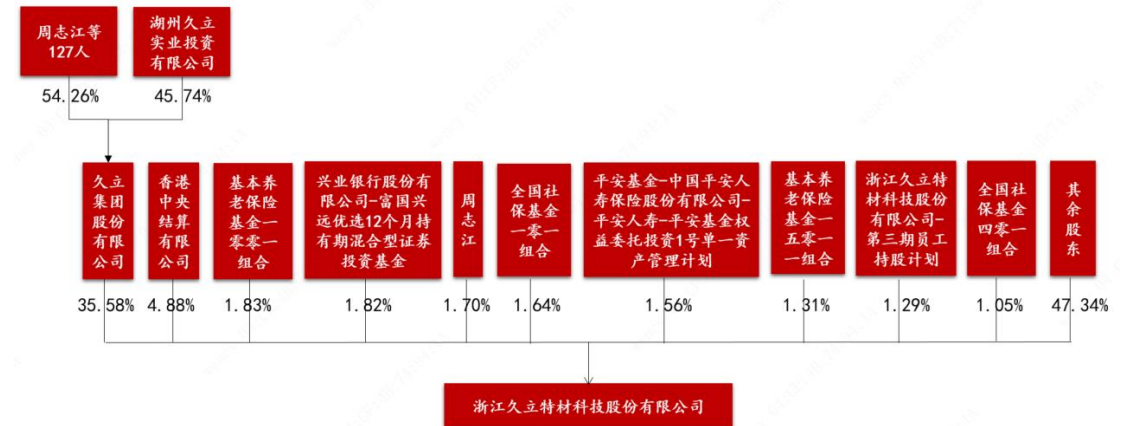 周志江等
127人
湖州久立
实业投资
有限公司
54.26%
45.74%
久立
集团
股份
有限
公司
香港
中央
结算
有限
公司
基本养
老保险
基金一
零零一
组合
兴业银行股份有
限公司-富国兴
远优选12个月持
有期混合型证券
投资基金
周
志
江
全国社
保基金
一零一
组合
平安基金-中国平安人
寿保险股份有限公司-
平安人寿-平安基金权
益委托投资1号单一资
产管理计划
基本养
老保险
基金一
五零一
一组合
浙江久立特
材科技股份
有限公司-
第三期员工
持股计划
全国社
保基金
四零一
组合
其
余
股
东
35.58%
4.88%
1.83%
1.82%
1.70%
1.64%
1.56%
1.31%
1.29%
1.05%
47.34%
浙江久立特材科技股份有限公司